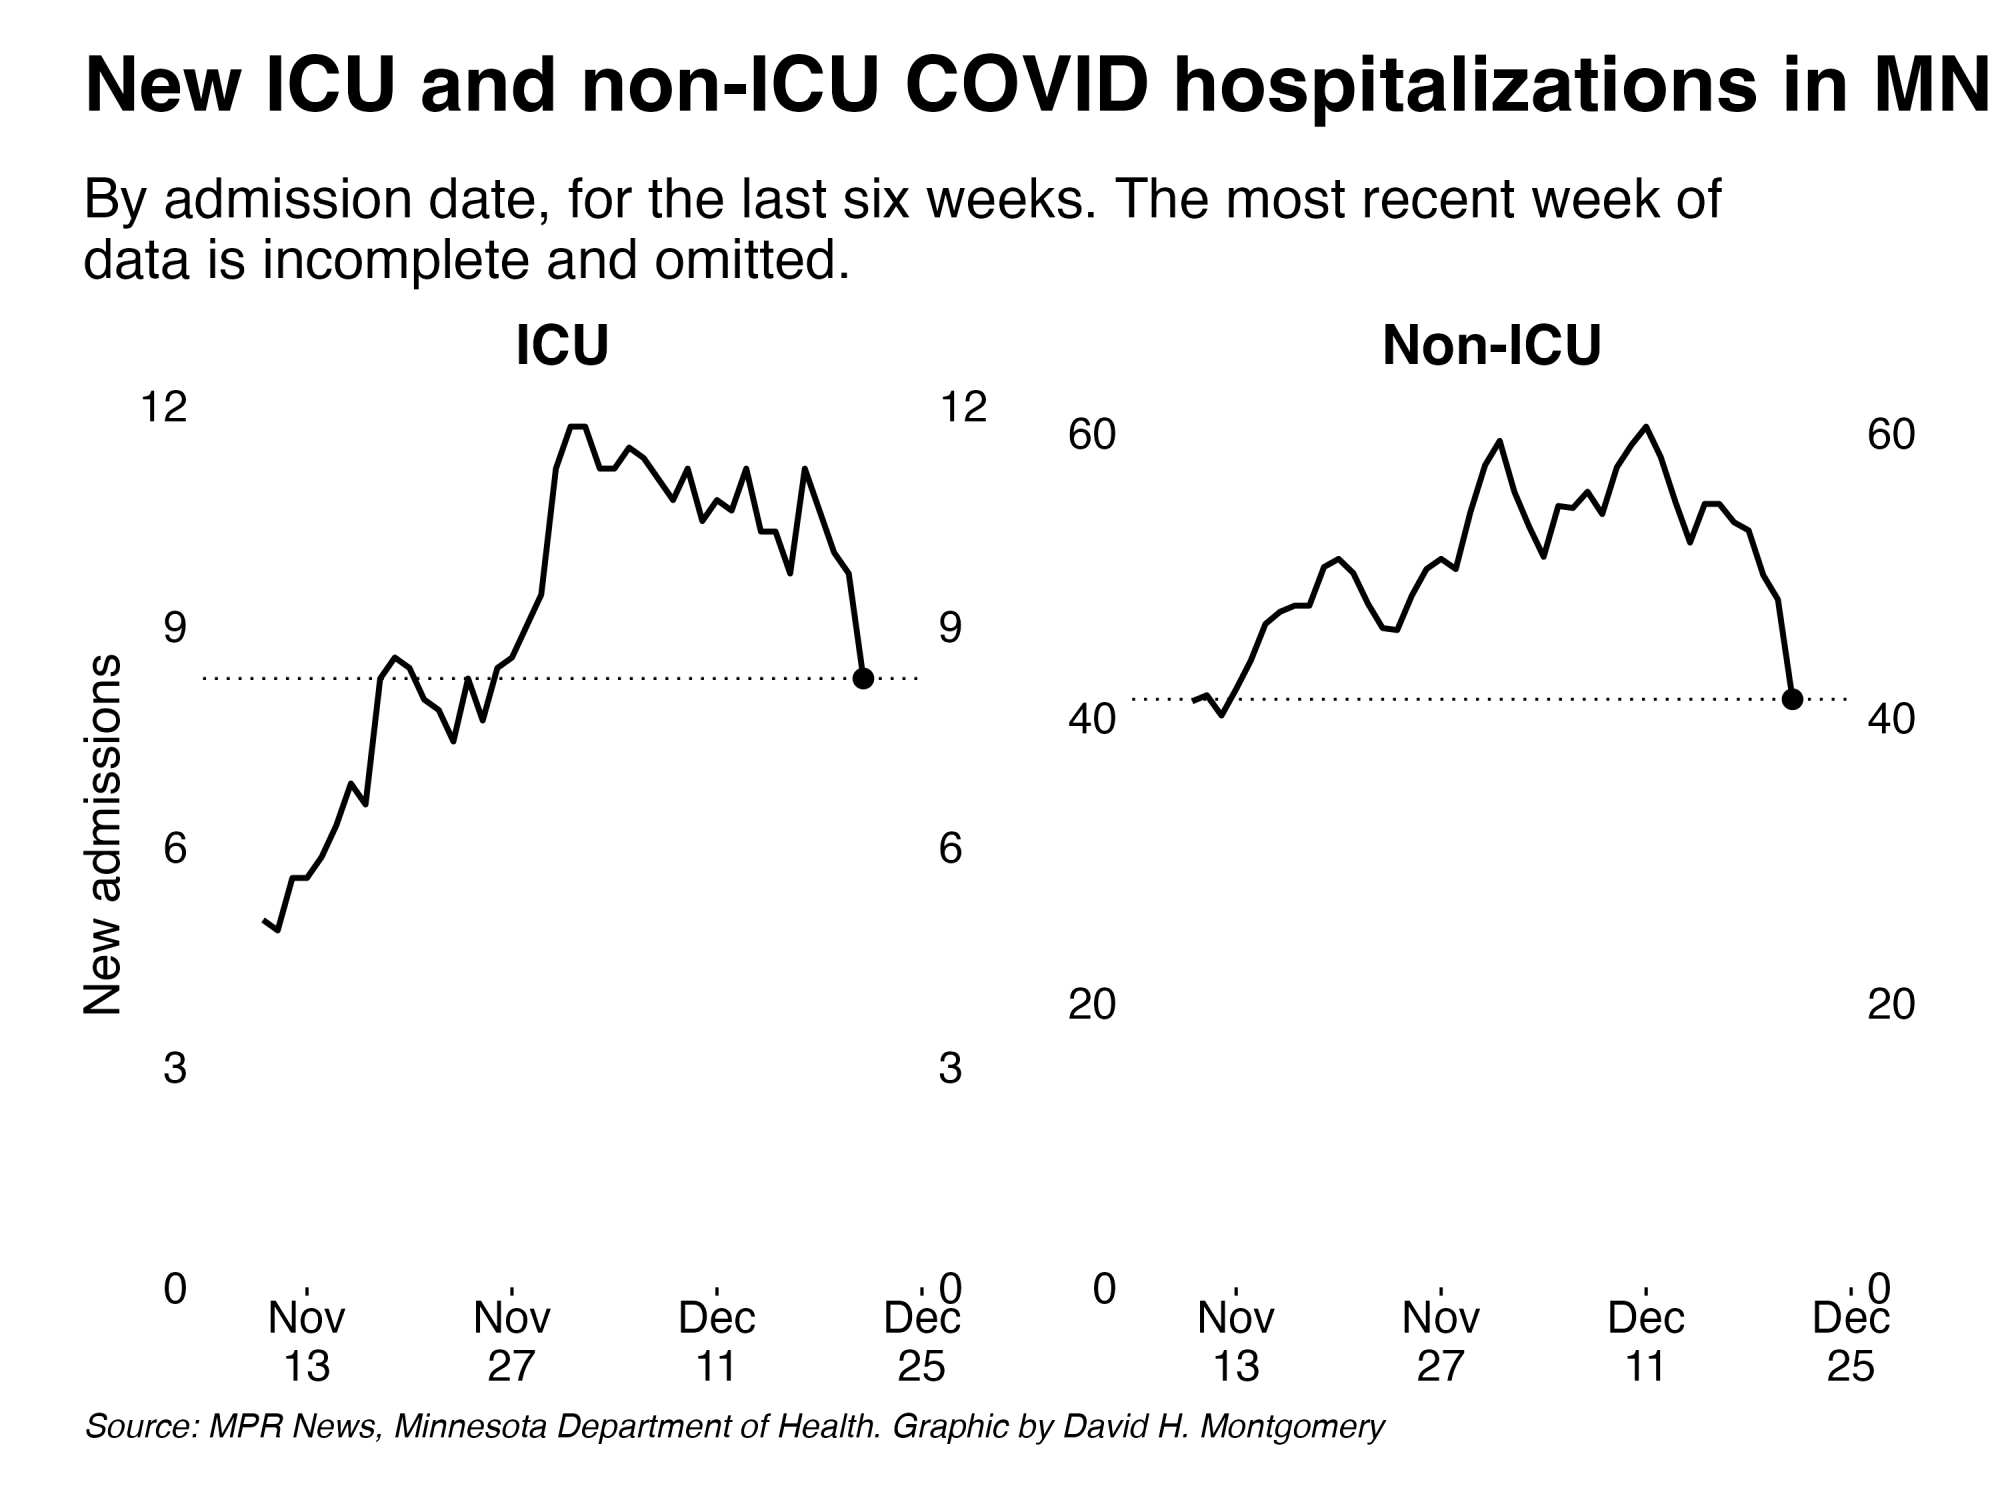 New ICU and non-ICU COVID hospitalizations in MN
By admission date, for the last six weeks. The most recent week of
data is incomplete and omitted.
ICU
New admissions
12
9
6
3
0
12
9
6
3
0
Nov 13
Nov 27
Dec 11
Dec 25
Non-ICU
60
40
20
0
60
40
20
0
Nov 13
Nov 27
Dec 11
Dec 25
Source: MPR News, Minnesota Department of Health. Graphic by David H. Montgomery